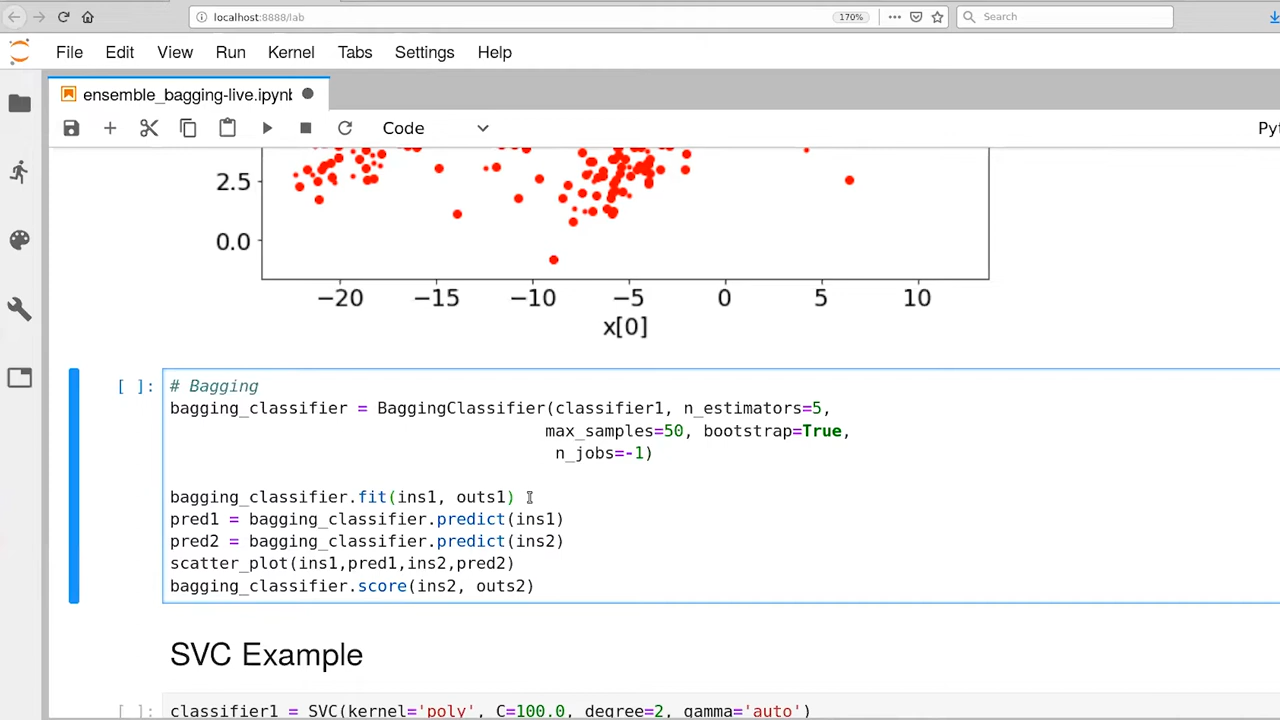 localhost:8888/lab
170%
Search
File Edit View Run Kernel Tabs Settings Help
ensemble_bagging-live.ipynb
Code
Pyt
2.5
0.0
−20 −15 −10 −5 0 5 10
x[0]
[ ]: # Bagging
bagging_classifier = BaggingClassifier(classifier1, n_estimators=5,
max_samples=50, bootstrap=True,
n_jobs=-1)
bagging_classifier.fit(ins1, outs1)
pred1 = bagging_classifier.predict(ins1)
pred2 = bagging_classifier.predict(ins2)
scatter_plot(ins1,pred1,ins2,pred2)
bagging_classifier.score(ins2, outs2)
SVC Example
[ ]: classifier1 = SVC(kernel='poly', C=100.0, degree=2, gamma='auto')